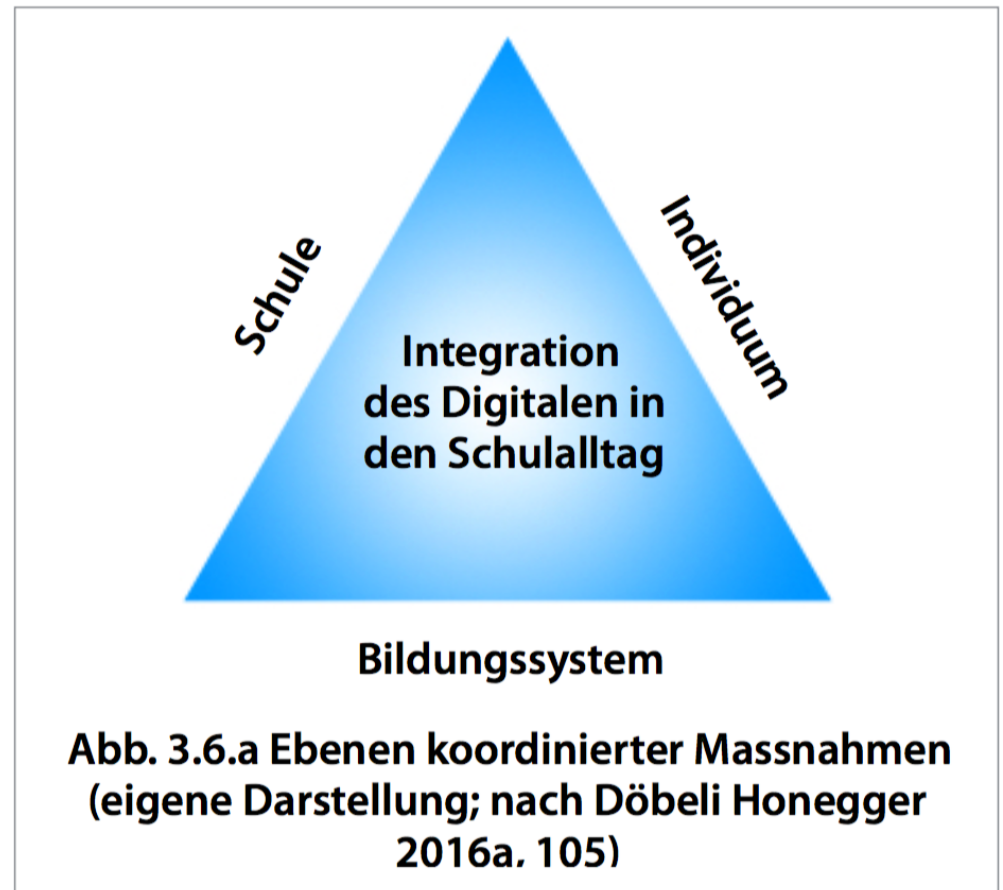 Schule
Individuum
Integration
des Digitalen in
den Schulalltag
Bildungssystem
Abb. 3.6.a Ebenen koordinierter Massnahmen
(eigene Darstellung; nach Döbeli Honegger
2016a, 105)